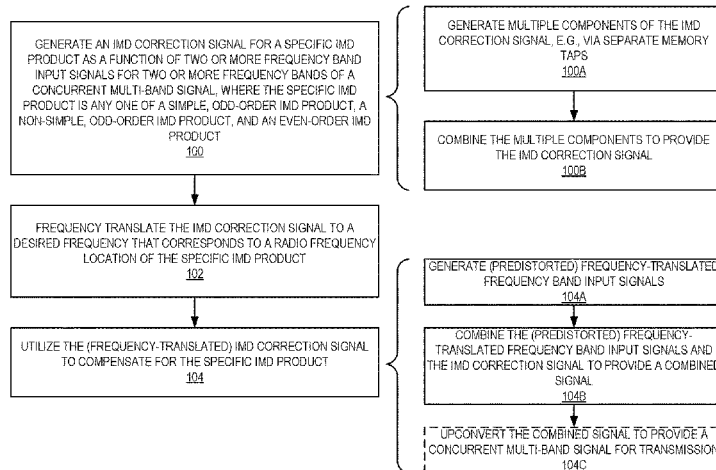 GENERATE AN IMD CORRECTION SIGNAL FOR A SPECIFIC IMD
PRODUCT AS A FUNCTION OF TWO OR MORE FREQUENCY BAND
INPUT SIGNALS FOR TWO OR MORE FREQUENCY BANDS OF A
CONCURRENT MULTI-BAND SIGNAL, WHERE THE SPECIFIC IMD
PRODUCT IS ANY ONE OF A SIMPLE, ODD-ORDER IMD PRODUCT, A
NON-SIMPLE, ODD-ORDER IMD PRODUCT, AND AN EVEN-ORDER IMD
PRODUCT
100
GENERATE MULTIPLE COMPONENTS OF THE IMD
CORRECTION SIGNAL, E.G., VIA SEPARATE MEMORY
TAPS
100A
COMBINE THE MULTIPLE COMPONENTS TO PROVIDE
THE IMD CORRECTION SIGNAL
100B
FREQUENCY TRANSLATE THE IMD CORRECTION SIGNAL TO A
DESIRED FREQUENCY THAT CORRESPONDS TO A RADIO FREQUENCY
LOCATION OF THE SPECIFIC IMD PRODUCT
102
UTILIZE THE (FREQUENCY-TRANSLATED) IMD CORRECTION SIGNAL
TO COMPENSATE FOR THE SPECIFIC IMD PRODUCT
104
GENERATE (PREDISTORTED) FREQUENCY-TRANSLATED
FREQUENCY BAND INPUT SIGNALS
104A
COMBINE THE (PREDISTORTED) FREQUENCY-
TRANSLATED FREQUENCY BAND INPUT SIGNALS AND
THE IMD CORRECTION SIGNAL TO PROVIDE A COMBINED
SIGNAL
104B
UPCONVERT THE COMBINED SIGNAL TO PROVIDE A
CONCURRENT MULTI-BAND SIGNAL FOR TRANSMISSION
104C